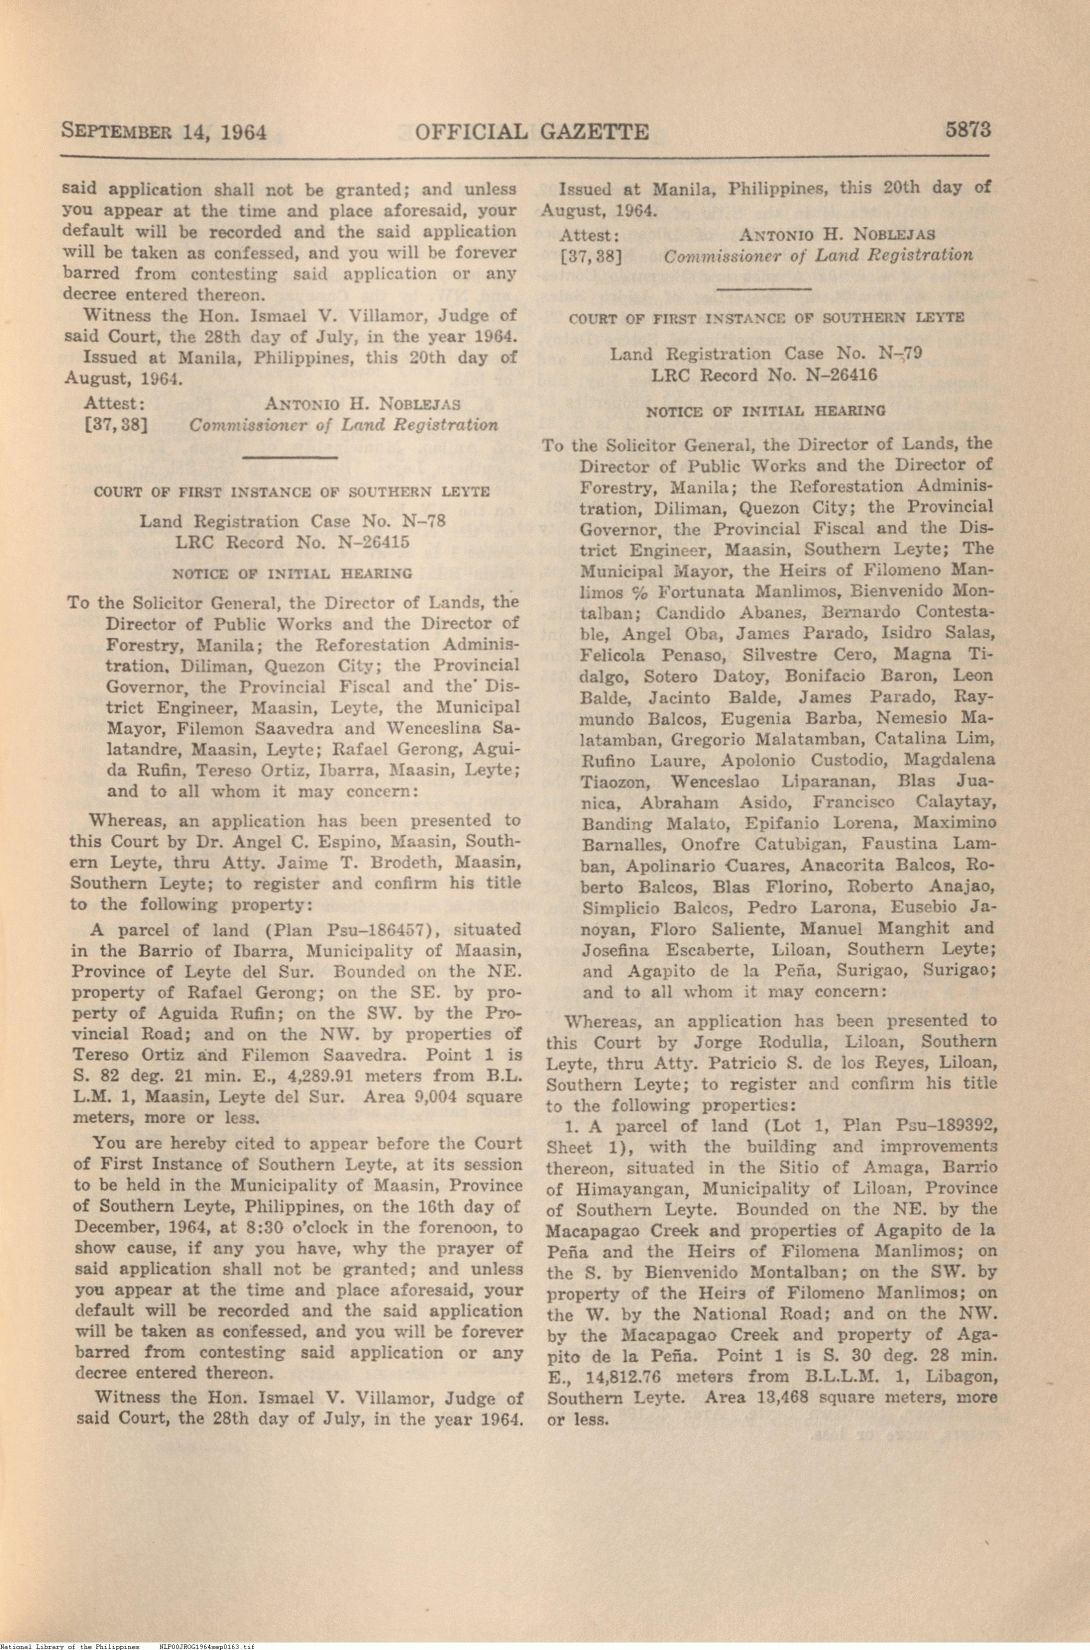 SEPTEMBER 14, 1964 OFFICIAL GAZETTE 5873
said application shall not be granted; and unless
you appear at the time and place aforesaid, your
default will be recorded and the said application
will be taken as confessed, and you will be forever
barred from contesting said application or any
decree entered thereon.
Witness the Hon. Ismael V. Villamor, Judge of
said Court, the 28th day of July, in the year 1964.
Issued at Manila, Philippines, this 20th day of
August, 1964.
Attest: ANTONIO H. NOBLEJAS
[37, 38] Commissioner of Land Registration
COURT OF FIRST INSTANCE OF SOUTHERN LEYTE
Land Registration Case No. N–78
LRC Record No. N–26415
NOTICE OF INITIAL HEARING
To the Solicitor General, the Director of Lands, the
Director of Public Works and the Director of
Forestry, Manila; the Reforestation Adminis-
tration, Diliman, Quezon City; the Provincial
Governor, the Provincial Fiscal and the Dis-
trict Engineer, Maasin, Leyte, the Municipal
Mayor, Filemon Saavedra and Wenceslina Sa-
latandre, Maasin, Leyte; Rafael Gerong, Agui-
da Rufin, Tereso Ortiz, Ibarra, Maasin, Leyte;
and to all whom it may concern:
Whereas, an application has been presented to
this Court by Dr. Angel C. Espino, Maasin, South-
ern Leyte, thru Atty. Jaime T. Brodeth, Maasin,
Southern Leyte; to register and confirm his title
to the following property:
A parcel of land (Plan Psu–186457), situated
in the Barrio of Ibarra, Municipality of Maasin,
Province of Leyte del Sur. Bounded on the NE.
property of Rafael Gerong; on the SE. by pro-
perty of Aguida Rufin; on the SW. by the Pro-
vincial Road; and on the NW. by properties of
Tereso Ortiz and Filemon Saavedra. Point 1 is
S. 82 deg. 21 min. E., 4,289.91 meters from B.L.
L.M. 1, Maasin, Leyte del Sur. Area 9,004 square
meters, more or less.
You are hereby cited to appear before the Court
of First Instance of Southern Leyte, at its session
to be held in the Municipality of Maasin, Province
of Southern Leyte, Philippines, on the 16th day of
December, 1964, at 8:30 o'clock in the forenoon, to
show cause, if any you have, why the prayer of
said application shall not be granted; and unless
you appear at the time and place aforesaid, your
default will be recorded and the said application
will be taken as confessed, and you will be forever
barred from contesting said application or any
decree entered thereon.
Witness the Hon. Ismael V. Villamor, Judge of
said Court, the 28th day of July, in the year 1964.
Issued at Manila, Philippines, this 20th day of
August, 1964.
Attest: ANTONIO H. NOBLEJAS
[37, 38] Commissioner of Land Registration
COURT OF FIRST INSTANCE OF SOUTHERN LEYTE
Land Registration Case No. N–79
LRC Record No. N–26416
NOTICE OF INITIAL HEARING
To the Solicitor General, the Director of Lands, the
Director of Public Works and the Director of
Forestry, Manila; the Reforestation Adminis-
tration, Diliman, Quezon City; the Provincial
Governor, the Provincial Fiscal and the Dis-
trict Engineer, Maasin, Southern Leyte; The
Municipal Mayor, the Heirs of Filomeno Man-
limos % Fortunata Manlimos, Bienvenido Mon-
talban; Candido Abanes, Bernardo Contesta-
ble, Angel Oba, James Parado, Isidro Salas,
Felicola Penaso, Silvestre Cero, Magna Ti-
dalgo, Sotero Datoy, Bonifacio Baron, Leon
Balde, Jacinto Balde, James Parado, Ray-
mundo Balcos, Eugenia Barba, Nemesio Ma-
latamban, Gregorio Malatamban, Catalina Lim,
Rufino Laure, Apolonio Custodio, Magdalena
Tiaozon, Wenceslao Liparanan, Blas Jua-
nica, Abraham Asido, Francisco Calaytay,
Banding Malato, Epifanio Lorena, Maximino
Barnalles, Onofre Catubigan, Faustina Lam-
ban, Apolinario Cuares, Anacorita Balcos, Ro-
berto Balcos, Blas Florino, Roberto Anajao,
Simplicio Balcos, Pedro Larona, Eusebio Ja-
noyan, Floro Saliente, Manuel Manghit and
Josefina Escaberte, Liloan, Southern Leyte;
and Agapito de la Peña, Surigao, Surigao;
and to all whom it may concern:
Whereas, an application has been presented to
this Court by Jorge Rodulla, Liloan, Southern
Leyte, thru Atty. Patricio S. de los Reyes, Liloan,
Southern Leyte; to register and confirm his title
to the following properties:
1. A parcel of land (Lot 1, Plan Psu–189392,
Sheet 1), with the building and improvements
thereon, situated in the Sitio of Amaga, Barrio
of Himayangan, Municipality of Liloan, Province
of Southern Leyte. Bounded on the NE. by the
Macapagao Creek and properties of Agapito de la
Peña and the Heirs of Filomena Manlimos; on
the S. by Bienvenido Montalban; on the SW. by
property of the Heirs of Filomeno Manlimos; on
the W. by the National Road; and on the NW.
by the Macapagao Creek and property of Aga-
pito de la Peña. Point 1 is S. 30 deg. 28 min.
E., 14,812.76 meters from B.L.L.M. 1, Libagon,
Southern Leyte. Area 13,468 square meters, more
or less.
National Library of the Philippines NLP00JROG1964sep0163.tif